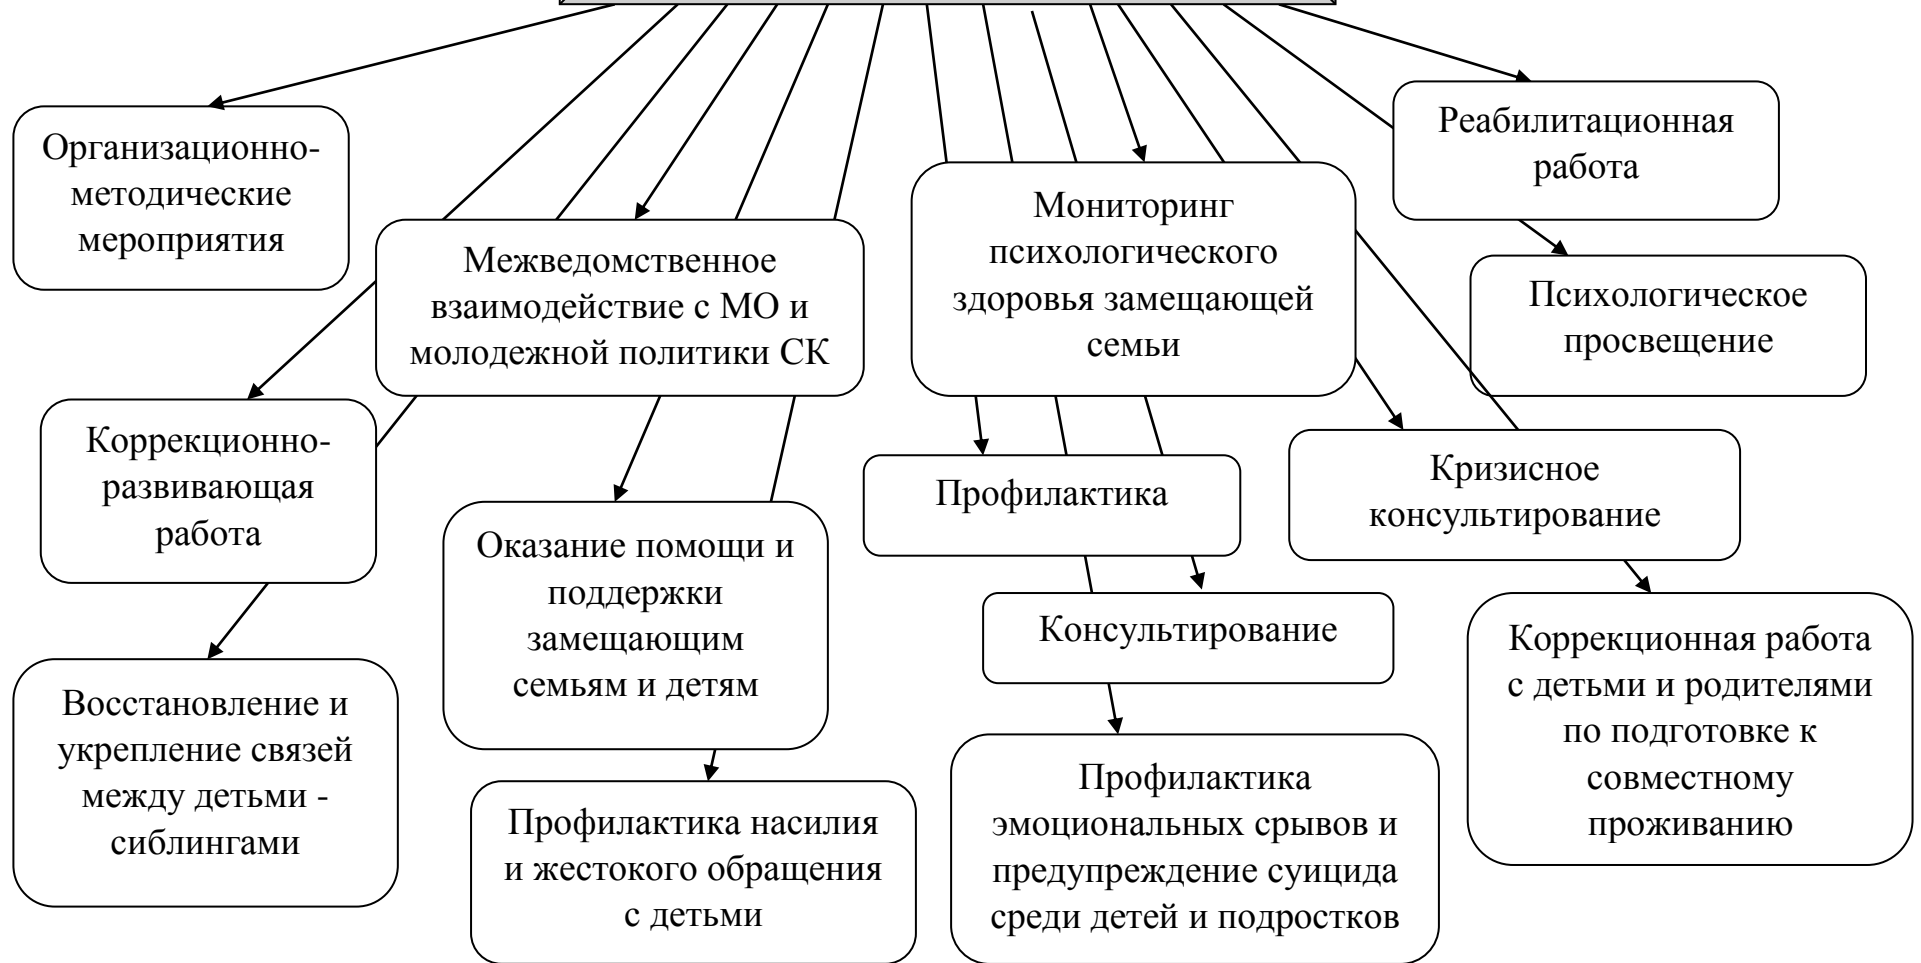 Организационно-
методические
мероприятия
Реабилитационная
работа
Межведомственное
взаимодействие с МО и
молодежной политики СК
Мониторинг
психологического
здоровья замещающей
семьи
Психологическое
просвещение
Коррекционно-
развивающая
работа
Профилактика
Кризисное
консультирование
Оказание помощи и
поддержки
замещающим
семьям и детям
Консультирование
Коррекционная работа
с детьми и родителями
по подготовке к
совместному
проживанию
Восстановление и
укрепление связей
между детьми -
сиблингами
Профилактика насилия
и жестокого обращения
с детьми
Профилактика
эмоциональных срывов и
предупреждение суицида
среди детей и подростков